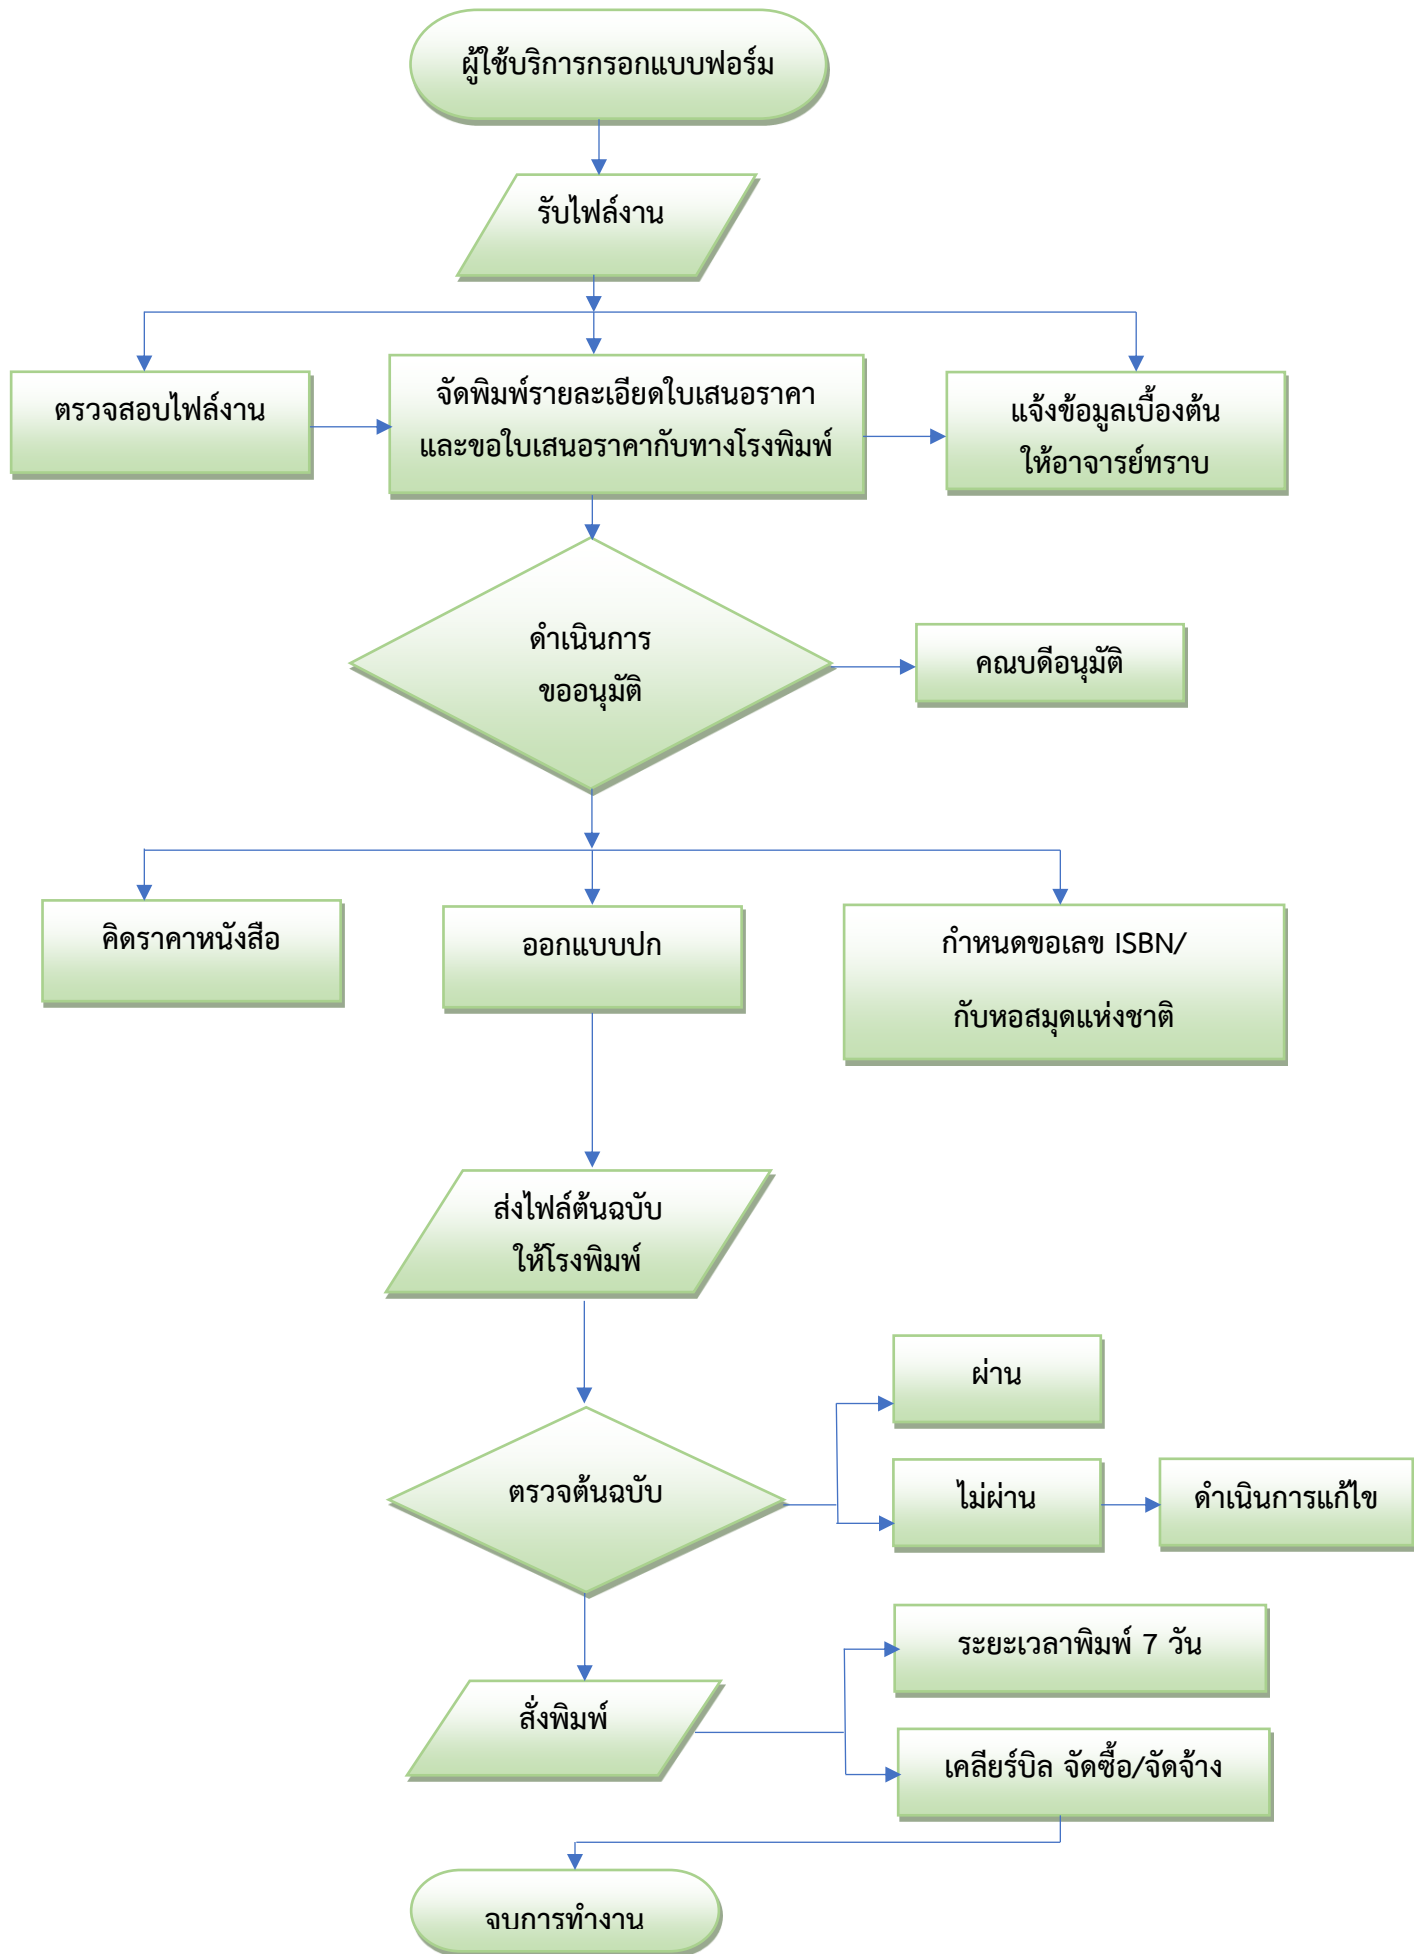 ผู้ใช้บริการกรอกแบบฟอร์ม
รับไฟล์งาน
ตรวจสอบไฟล์งาน
จัดพิมพ์รายละเอียดใบเสนอราคา
และขอใบเสนอราคากับทางโรงพิมพ์
แจ้งข้อมูลเบื้องต้น
ให้อาจารย์ทราบ
ดำเนินการ
ขออนุมัติ
คณบดีอนุมัติ
คิดราคาหนังสือ
ออกแบบปก
กำหนดขอเลข ISBN/
กับหอสมุดแห่งชาติ
ส่งไฟล์ต้นฉบับ
ให้โรงพิมพ์
ผ่าน
ตรวจต้นฉบับ
ไม่ผ่าน
ดำเนินการแก้ไข
ระยะเวลาพิมพ์ 7 วัน
สั่งพิมพ์
เคลียร์บิล จัดซื้อ/จัดจ้าง
จบการทำงาน